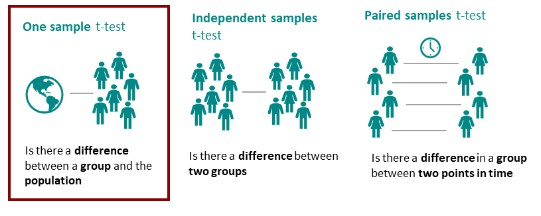 One sample t-test
Is there a difference
between a group and the
population
Independent samples
t-test
Is there a difference between
two groups
Paired samples t-test
Is there a difference in a group
between two points in time